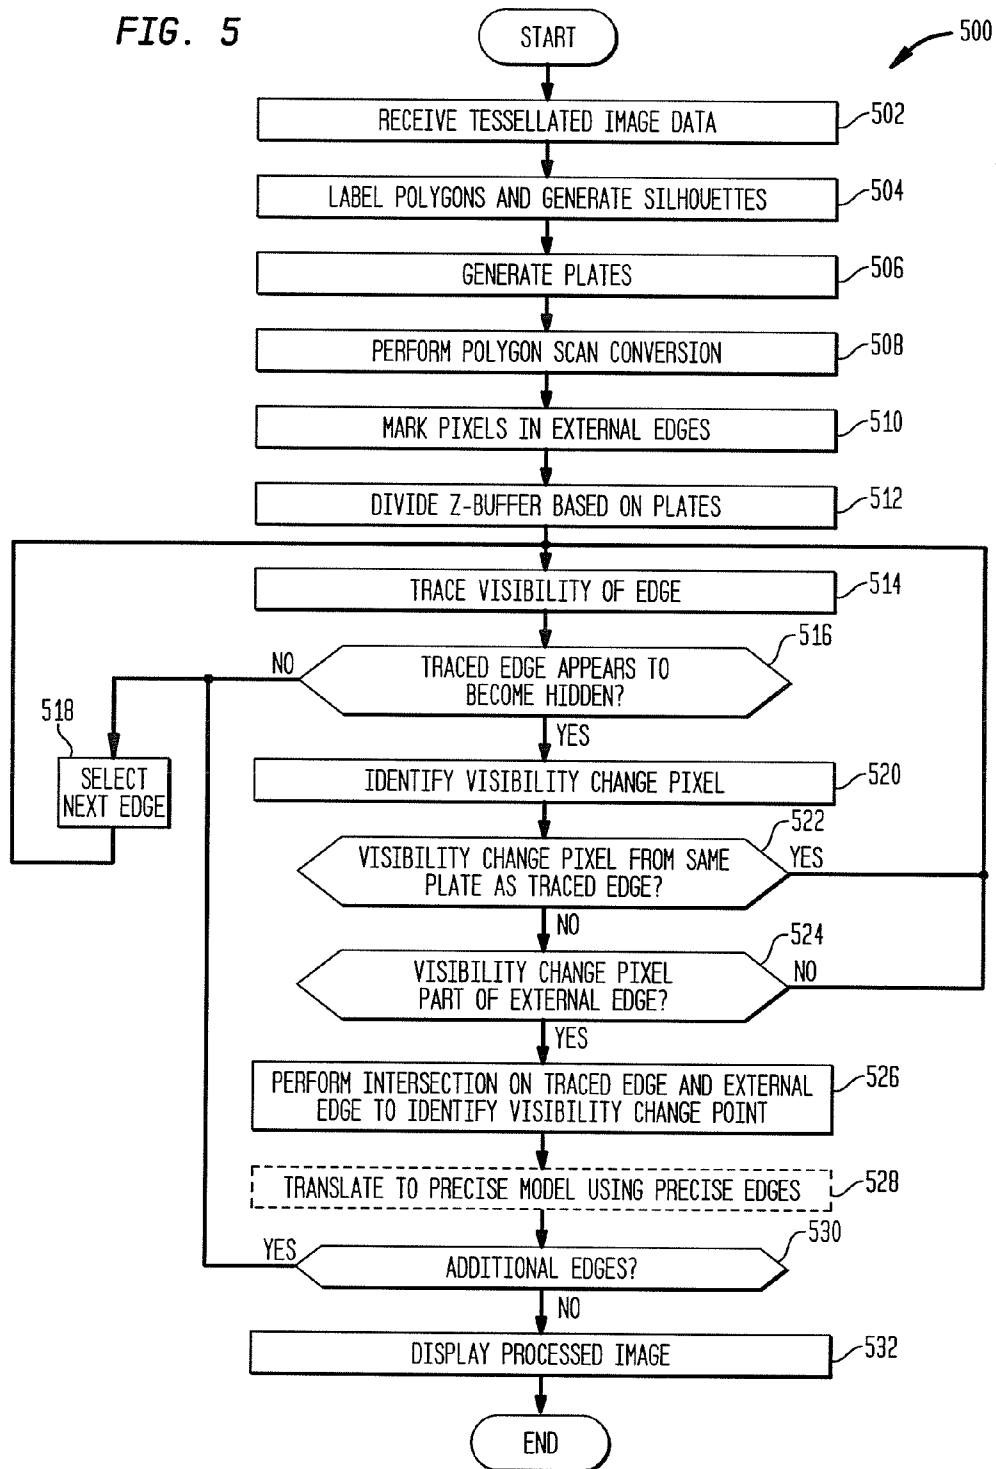 FIG. 5
START
500
RECEIVE TESSELLATED IMAGE DATA
502
LABEL POLYGONS AND GENERATE SILHOUETTES
504
GENERATE PLATES
506
PERFORM POLYGON SCAN CONVERSION
508
MARK PIXELS IN EXTERNAL EDGES
510
DIVIDE Z-BUFFER BASED ON PLATES
512
TRACE VISIBILITY OF EDGE
514
516
NO
TRACED EDGE APPEARS TO
BECOME HIDDEN?
YES
518
SELECT
NEXT EDGE
IDENTIFY VISIBILITY CHANGE PIXEL
520
522
VISIBILITY CHANGE PIXEL FROM SAME
PLATE AS TRACED EDGE?
YES
NO
524
VISIBILITY CHANGE PIXEL
PART OF EXTERNAL EDGE?
NO
YES
PERFORM INTERSECTION ON TRACED EDGE AND EXTERNAL
EDGE TO IDENTIFY VISIBILITY CHANGE POINT
526
TRANSLATE TO PRECISE MODEL USING PRECISE EDGES
528
530
YES
ADDITIONAL EDGES?
NO
DISPLAY PROCESSED IMAGE
532
END